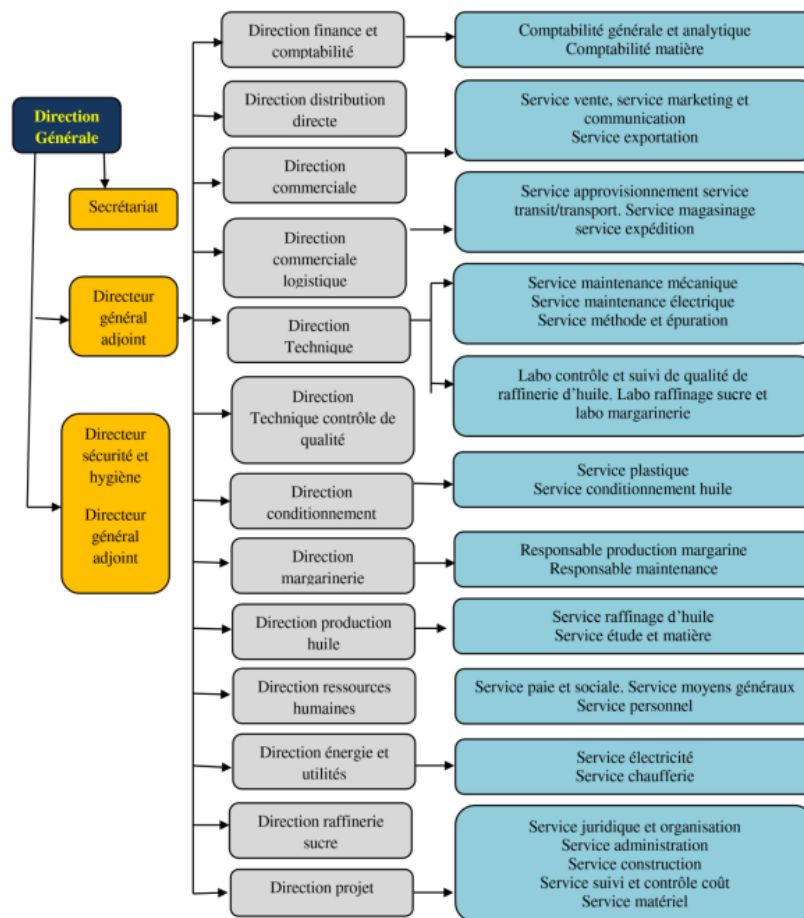 Direction
Générale
Secrétariat
Directeur
général
adjoint
Directeur
sécurité et
hygiène
Directeur
général
adjoint
Direction finance et
comptabilité
Direction distribution
directe
Direction
commerciale
Direction
commerciale
logistique
Direction
Technique
Direction
Technique contrôle de
qualité
Direction
conditionnement
Direction
margarinerie
Direction production
huile
Direction ressources
humaines
Direction énergie et
utilités
Direction raffinerie
sucre
Direction projet
Comptabilité générale et analytique
Comptabilité matière
Service vente, service marketing et
communication
Service exportation
Service approvisionnement service
transit/transport. Service magasinage
service expédition
Service maintenance mécanique
Service maintenance électrique
Service méthode et épuration
Labo contrôle et suivi de qualité de
raffinerie d’huile. Labo raffinage sucre et
labo margarinerie
Service plastique
Service conditionnement huile
Responsable production margarine
Responsable maintenance
Service raffinage d’huile
Service étude et matière
Service paie et sociale. Service moyens généraux
Service personnel
Service électricité
Service chaufferie
Service juridique et organisation
Service administration
Service construction
Service suivi et contrôle coût
Service matériel